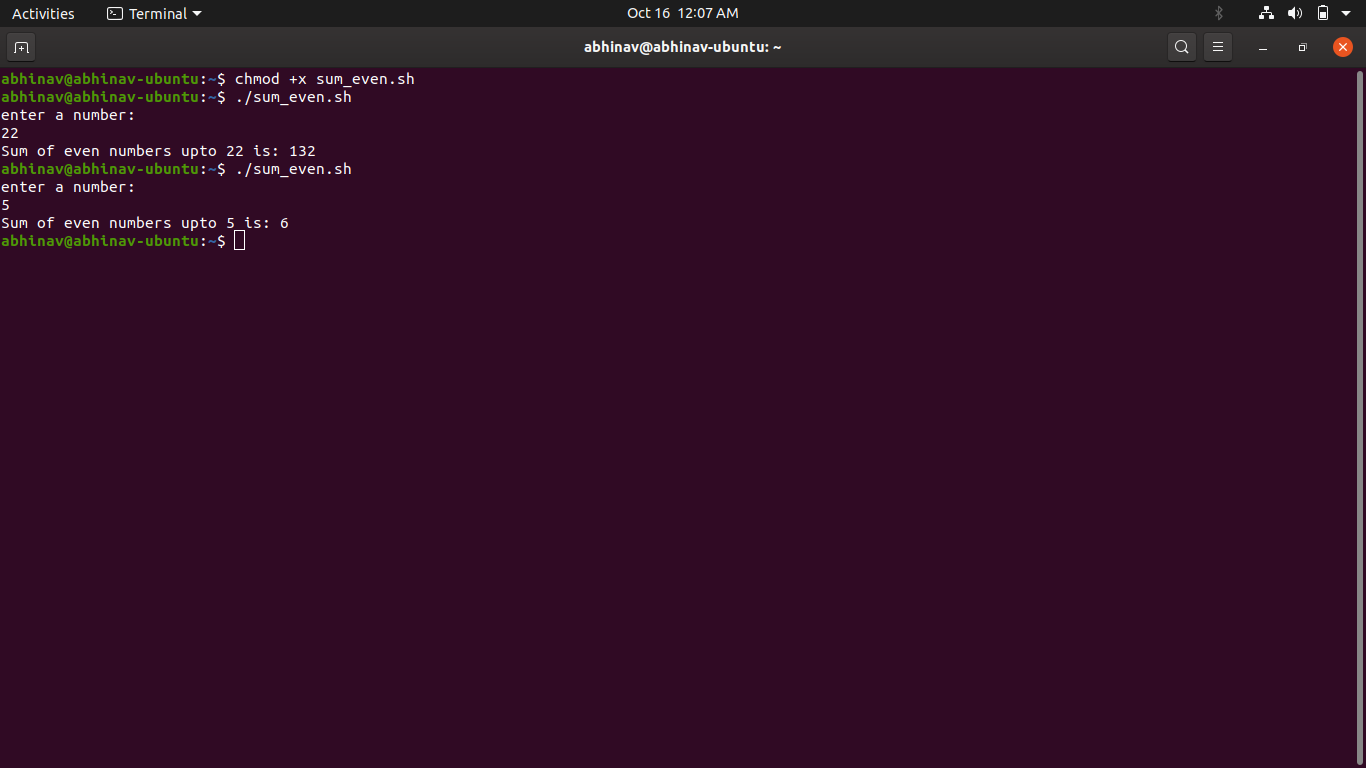 Activities Terminal Oct 16 12:07 AM
abhinav@abhinav-ubuntu: ~
abhinav@abhinav-ubuntu:~$ chmod +x sum_even.sh
abhinav@abhinav-ubuntu:~$ ./sum_even.sh
enter a number:
22
Sum of even numbers upto 22 is: 132
abhinav@abhinav-ubuntu:~$ ./sum_even.sh
enter a number:
5
Sum of even numbers upto 5 is: 6
abhinav@abhinav-ubuntu:~$